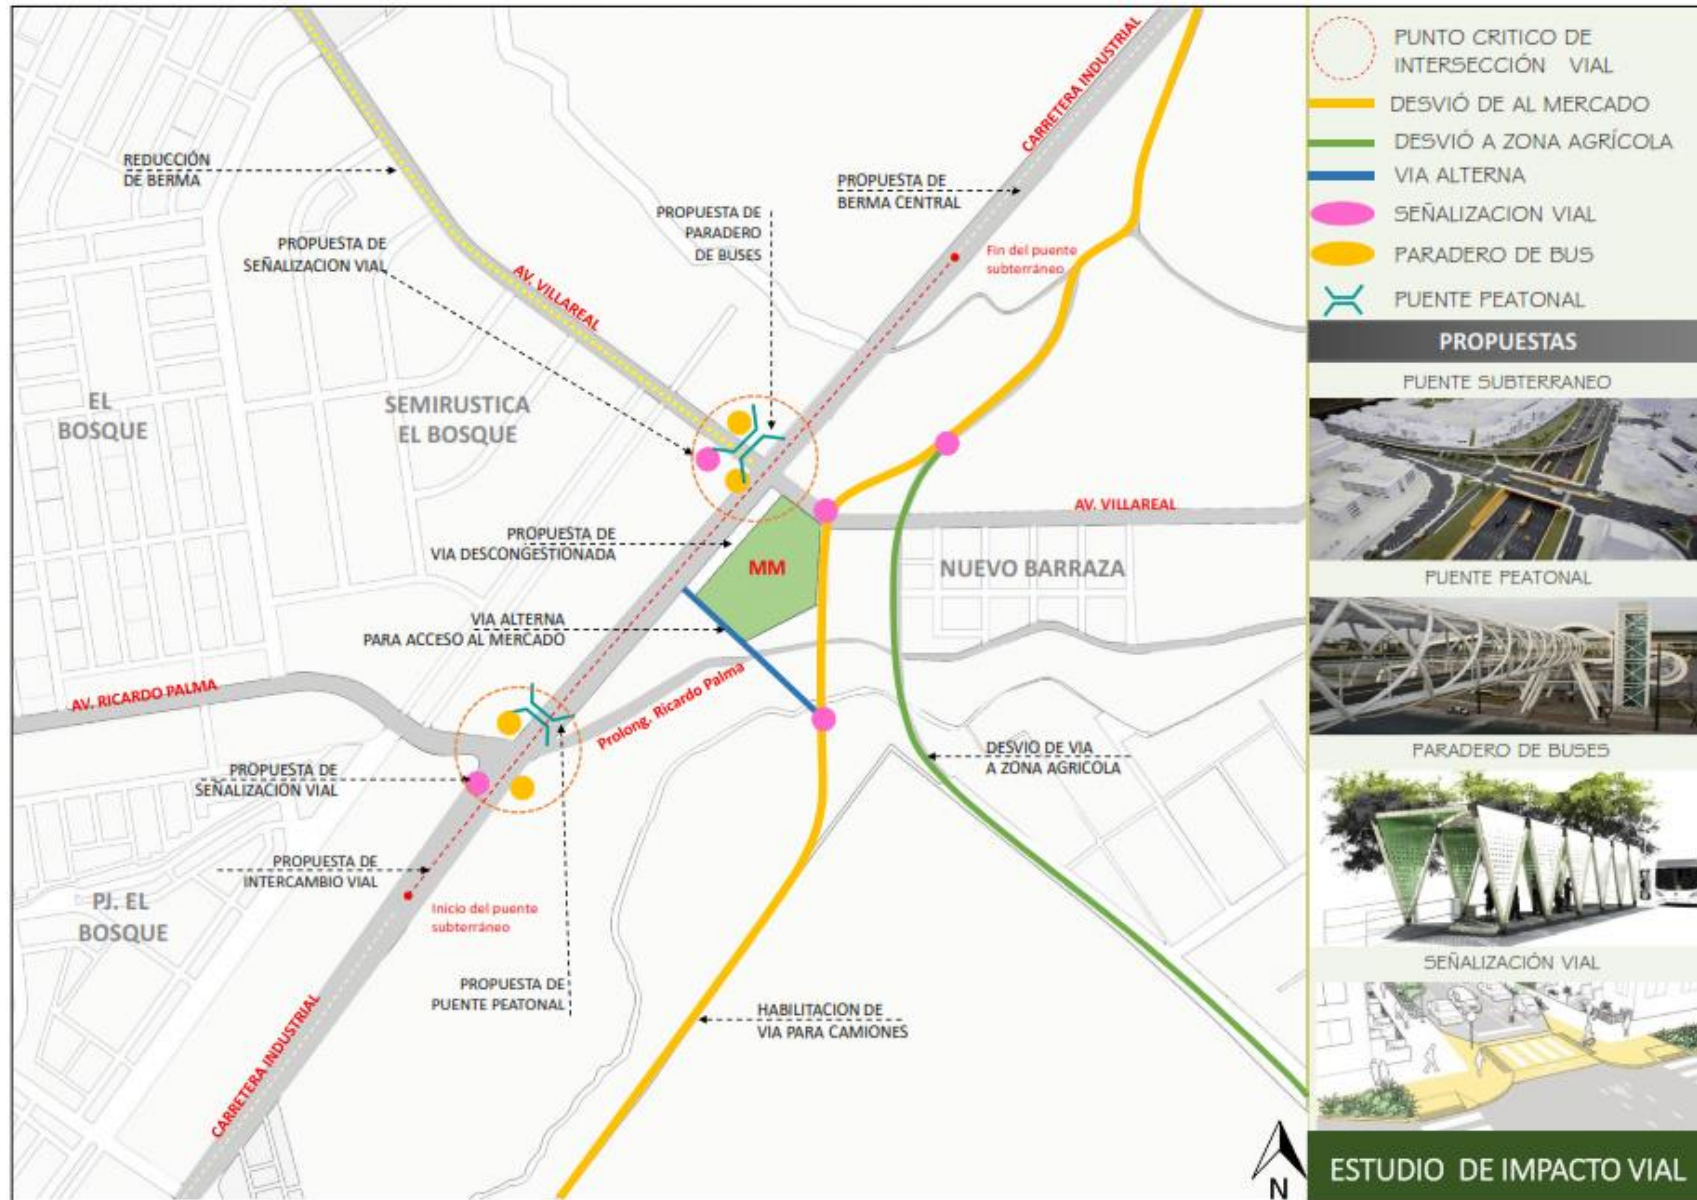 REDUCCIÓN
DE BERMA
PROPUESTA DE
SEÑALIZACION VIAL
AV. VILLAREAL
PROPUESTA DE
PARADERO
DE BUSES
PROPUESTA DE
BERMA CENTRAL
CARRETERA INDUSTRIAL
Fin del puente
subterráneo
EL
BOSQUE
SEMIRUSTICA
EL BOSQUE
PROPUESTA DE
VIA DESCONGESTIONADA
MM
AV. VILLAREAL
NUEVO BARRAZA
VIA ALTERNA
PARA ACCESO AL MERCADO
AV. RICARDO PALMA
Prolong. Ricardo Palma
PROPUESTA DE
SEÑALIZACION VIAL
DESVIO DE VIA
A ZONA AGRICOLA
PROPUESTA DE
INTERCAMBIO VIAL
PJ. EL
BOSQUE
Inicio del puente
subterráneo
PROPUESTA DE
PUENTE PEATONAL
HABILITACION DE
VIA PARA CAMIONES
CARRETERA INDUSTRIAL
N
PUNTO CRITICO DE
INTERSECCIÓN VIAL
DESVIÓ DE AL MERCADO
DESVIÓ A ZONA AGRÍCOLA
VIA ALTERNA
SEÑALIZACION VIAL
PARADERO DE BUS
PUENTE PEATONAL
PROPUESTAS
PUENTE SUBTERRANEO
PUENTE PEATONAL
PARADERO DE BUSES
SEÑALIZACIÓN VIAL
ESTUDIO DE IMPACTO VIAL